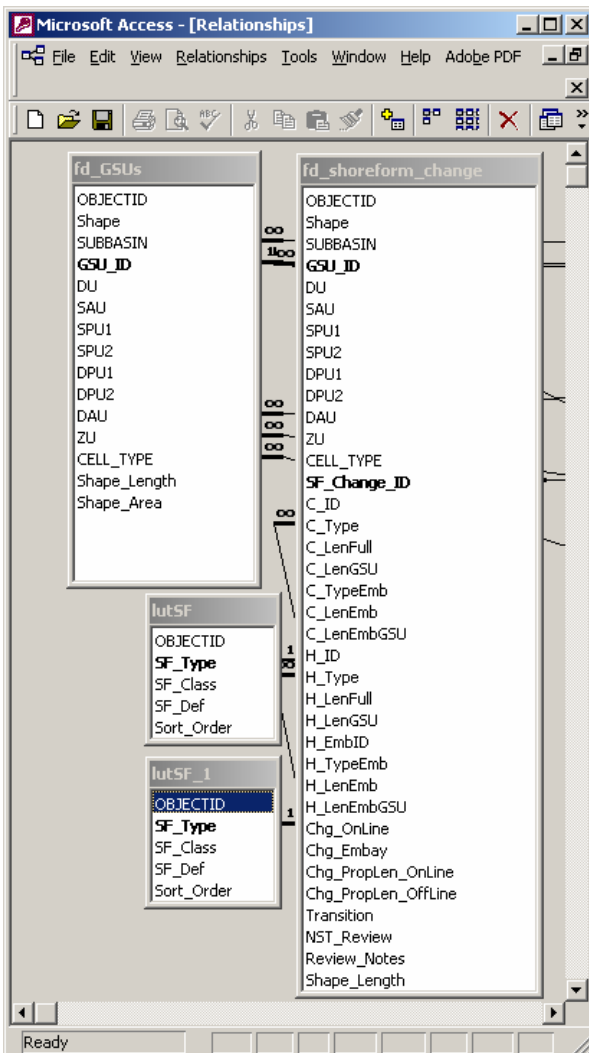 Microsoft Access - [Relationships]
File Edit View Relationships Tools Window Help Adobe PDF
fd_GSUs
OBJECTID
Shape
SUBBASIN
GSU_ID
DU
SAU
SPU1
SPU2
DPU1
DPU2
DAU
ZU
CELL_TYPE
Shape_Length
Shape_Area
fd_shoreform_change
OBJECTID
Shape
SUBBASIN
GSU_ID
DU
SAU
SPU1
SPU2
DPU1
DPU2
DAU
ZU
CELL_TYPE
SF_Change_ID
C_ID
C_Type
C_LenFull
C_LenGSU
C_TypeEmb
C_LenEmb
C_LenEmbGSU
H_ID
H_Type
H_LenFull
H_LenGSU
H_EmbID
H_TypeEmb
H_LenEmb
H_LenEmbGSU
Chg_OnLine
Chg_Embay
Chg_PropLen_OnLine
Chg_PropLen_OffLine
Transition
NST_Review
Review_Notes
Shape_Length
lutSF
OBJECTID
SF_Type
SF_Class
SF_Def
Sort_Order
lutSF_1
OBJECTID
SF_Type
SF_Class
SF_Def
Sort_Order
∞
1
∞
∞
∞
∞
∞
1
∞
1
Ready